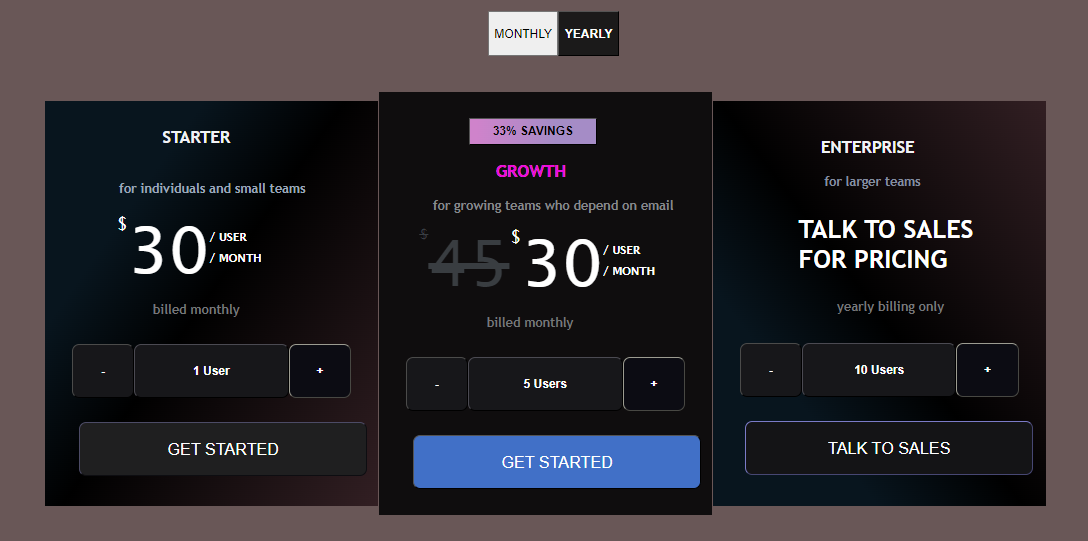 MONTHLY
YEARLY
STARTER
for individuals and small teams
$
30
/ USER
/ MONTH
billed monthly
-
1 User
+
GET STARTED
33% SAVINGS
GROWTH
for growing teams who depend on email
$
45
$
30
/ USER
/ MONTH
billed monthly
-
5 Users
+
GET STARTED
ENTERPRISE
for larger teams
TALK TO SALES
FOR PRICING
yearly billing only
-
10 Users
+
TALK TO SALES